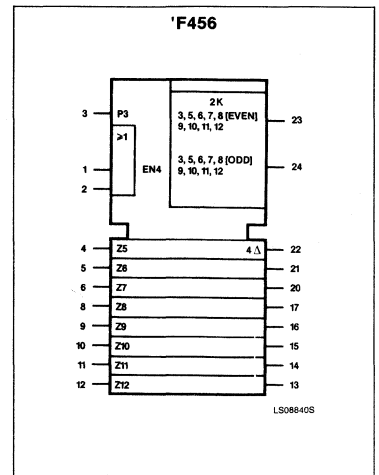 'F456
2K
3 P3 3, 5, 6, 7, 8 [EVEN] 23
9, 10, 11, 12
≥1
1 EN4 3, 5, 6, 7, 8 [ODD] 24
9, 10, 11, 12
2
4 Z5 4 Δ 22
5 Z6 21
6 Z7 20
8 Z8 17
9 Z9 16
10 Z10 15
11 Z11 14
12 Z12 13
LS08840S